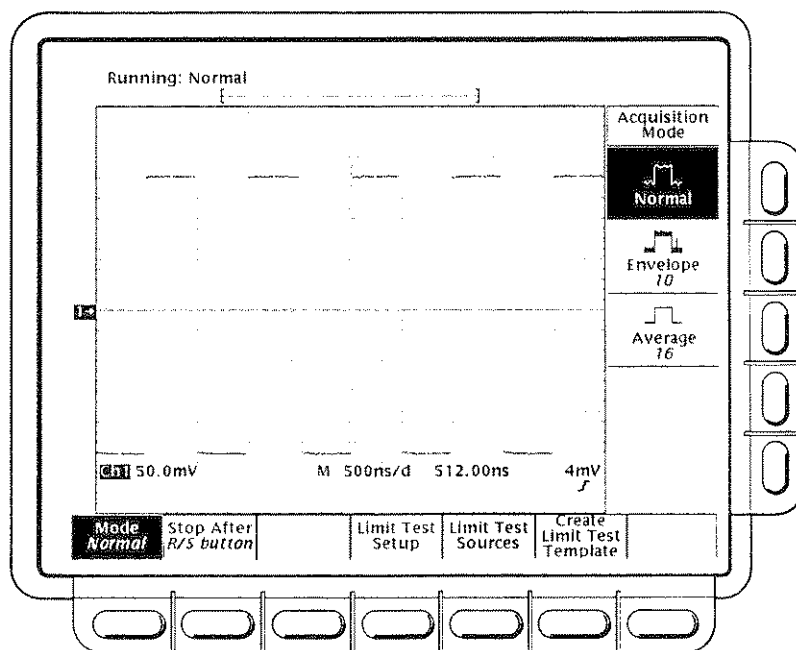 Running: Normal
Acquisition
Mode
Normal
Envelope
10
Average
16
Ch1 50.0mV M 500ns/d 512.00ns 4mV
Mode
Normal
Stop After
R/S button
Limit Test
Setup
Limit Test
Sources
Create
Limit Test
Template